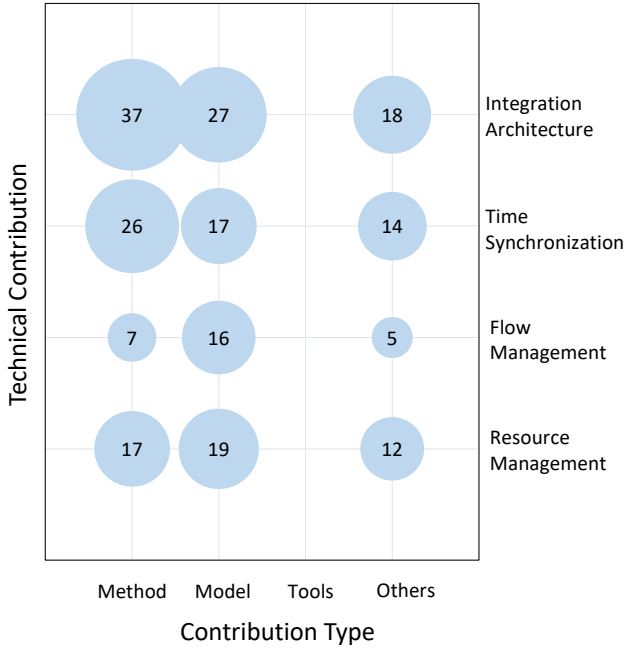 Technical Contribution
37 27 18
Integration
Architecture
26 17 14
Time
Synchronization
7 16 5
Flow
Management
17 19 12
Resource
Management
Method Model Tools Others
Contribution Type